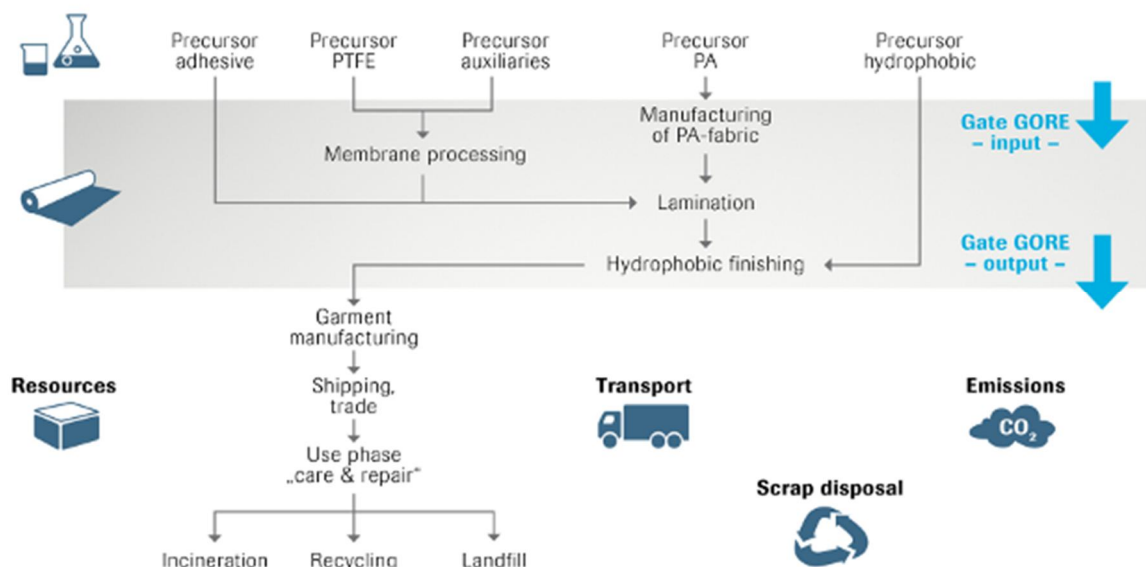 Precursor
adhesive
Precursor
PTFE
Precursor
auxiliaries
Precursor
PA
Precursor
hydrophobic
Manufacturing
of PA-fabric
Gate GORE
– input –
Membrane processing
Lamination
Gate GORE
– output –
Hydrophobic finishing
Garment
manufacturing
Resources
Shipping,
trade
Transport
Emissions
CO₂
Use phase
„care & repair“
Scrap disposal
Incineration
Recycling
Landfill